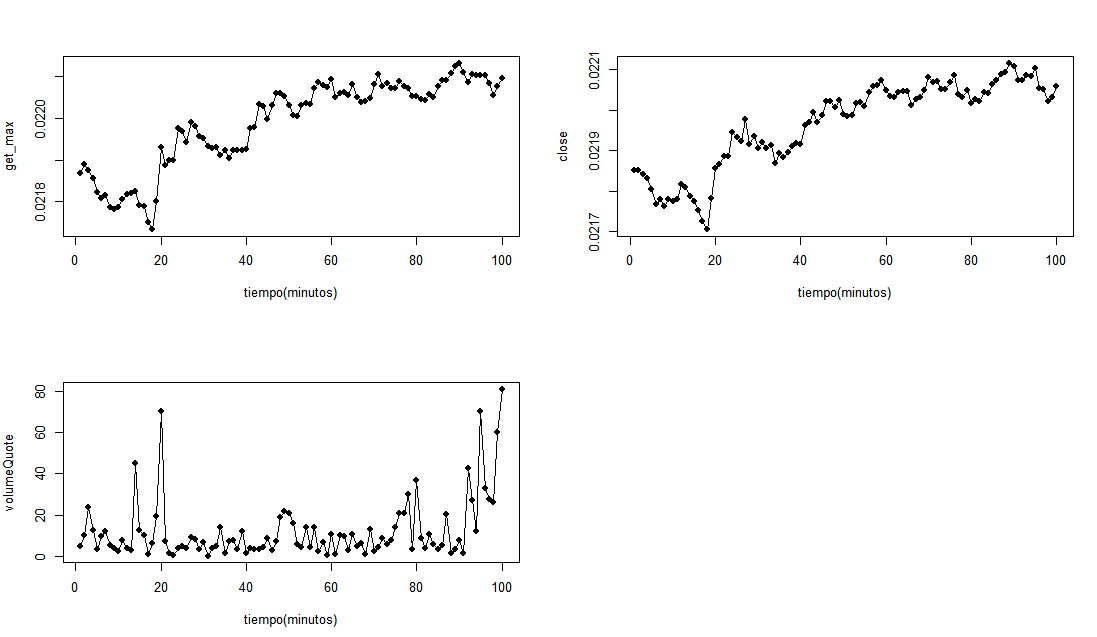 get_max
0.0218
0.0220
0 20 40 60 80 100
tiempo(minutos)
close
0.0217
0.0219
0.0221
0 20 40 60 80 100
tiempo(minutos)
volumeQuote
0
20
40
60
80
0 20 40 60 80 100
tiempo(minutos)